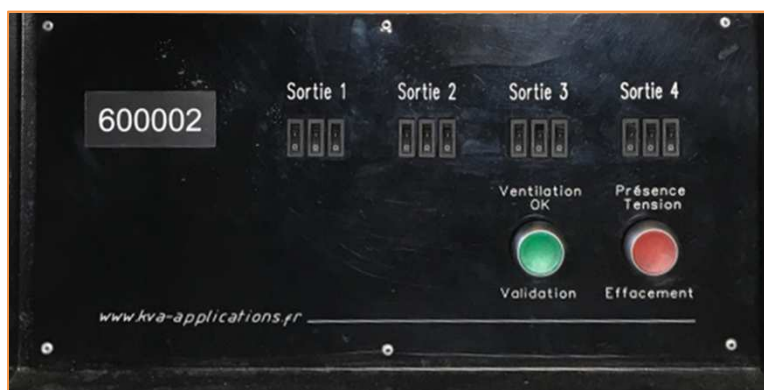 600002
Sortie 1
Sortie 2
Sortie 3
Sortie 4
Ventilation
OK
Présence
Tension
Validation
Effacement
www.kva-applications.fr